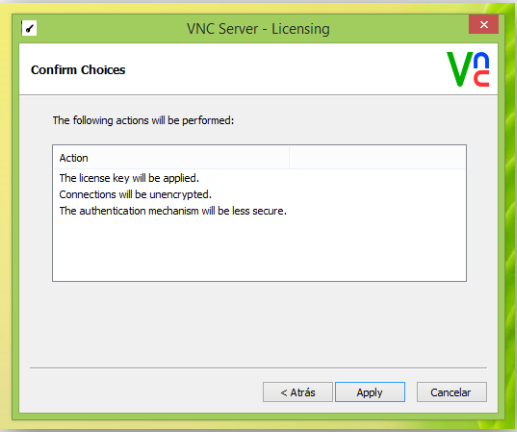 VNC Server - Licensing
Confirm Choices
Vnc
The following actions will be performed:
Action
The license key will be applied.
Connections will be unencrypted.
The authentication mechanism will be less secure.
< Atrás
Apply
Cancelar